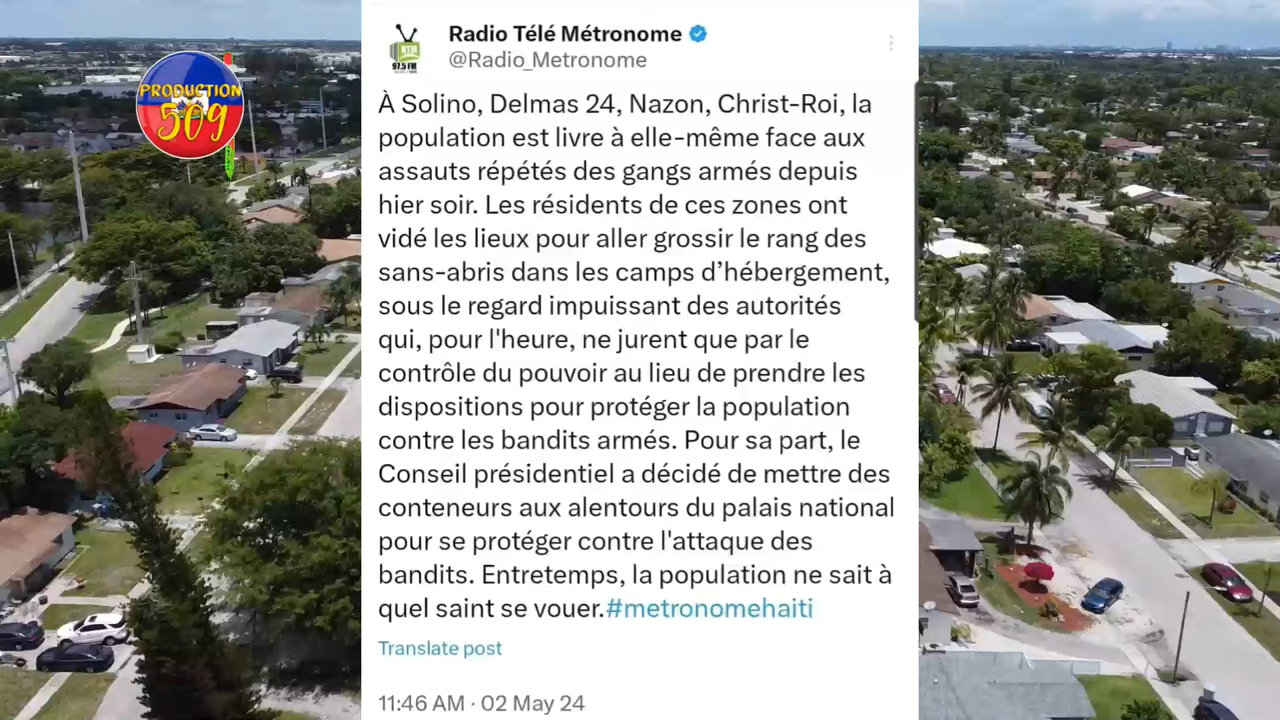 PRODUCTION
509
97.5 FM
Radio Télé Métronome
@Radio_Metronome
À Solino, Delmas 24, Nazon, Christ-Roi, la
population est livre à elle-même face aux
assauts répétés des gangs armés depuis
hier soir. Les résidents de ces zones ont
vidé les lieux pour aller grossir le rang des
sans-abris dans les camps d’hébergement,
sous le regard impuissant des autorités
qui, pour l'heure, ne jurent que par le
contrôle du pouvoir au lieu de prendre les
dispositions pour protéger la population
contre les bandits armés. Pour sa part, le
Conseil présidentiel a décidé de mettre des
conteneurs aux alentours du palais national
pour se protéger contre l'attaque des
bandits. Entretemps, la population ne sait à
quel saint se vouer.#metronomehaiti
Translate post
11:46 AM · 02 May 24